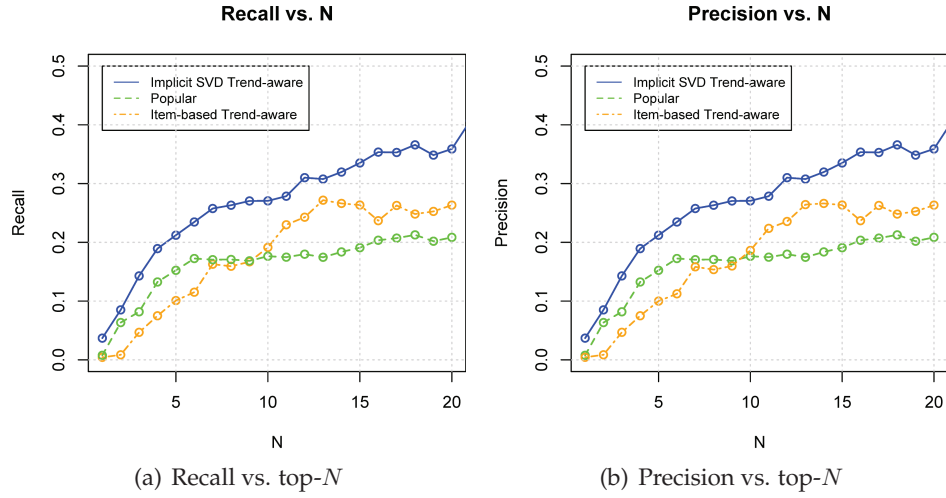 Recall vs. N
0.5
0.4
0.3
0.2
0.1
0.0
Recall
Implicit SVD Trend-aware
Popular
Item-based Trend-aware
5 10 15 20
N
(a) Recall vs. top-N
Precision vs. N
0.5
0.4
0.3
0.2
0.1
0.0
Precision
Implicit SVD Trend-aware
Popular
Item-based Trend-aware
5 10 15 20
N
(b) Precision vs. top-N